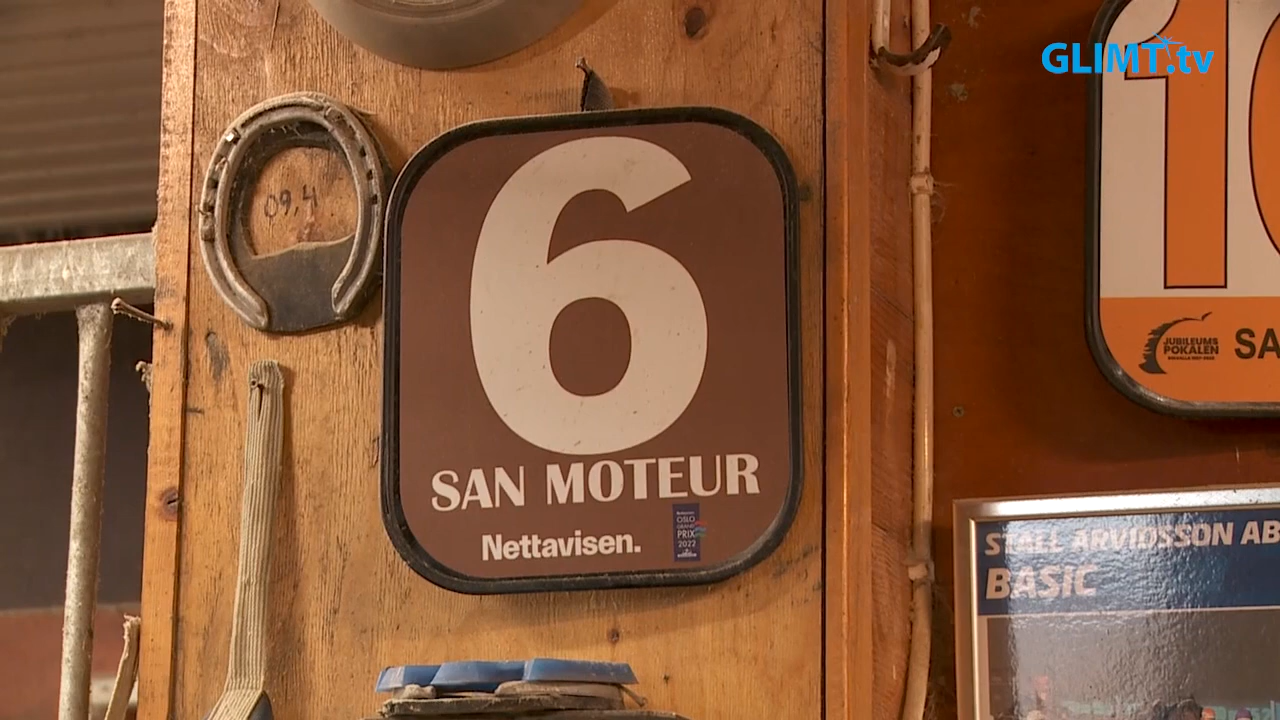 GLIMT.tv
09,4
6
SAN MOTEUR
Nettavisen.
OSLO
GRAND
PRIX
2022
JUBILEUMS
POKALEN
SA
STALL ARVIDSSON AB
BASIC